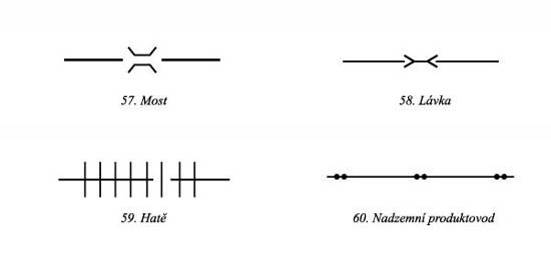 57. Most
58. Lávka
59. Hatě
60. Nadzemní produktovod